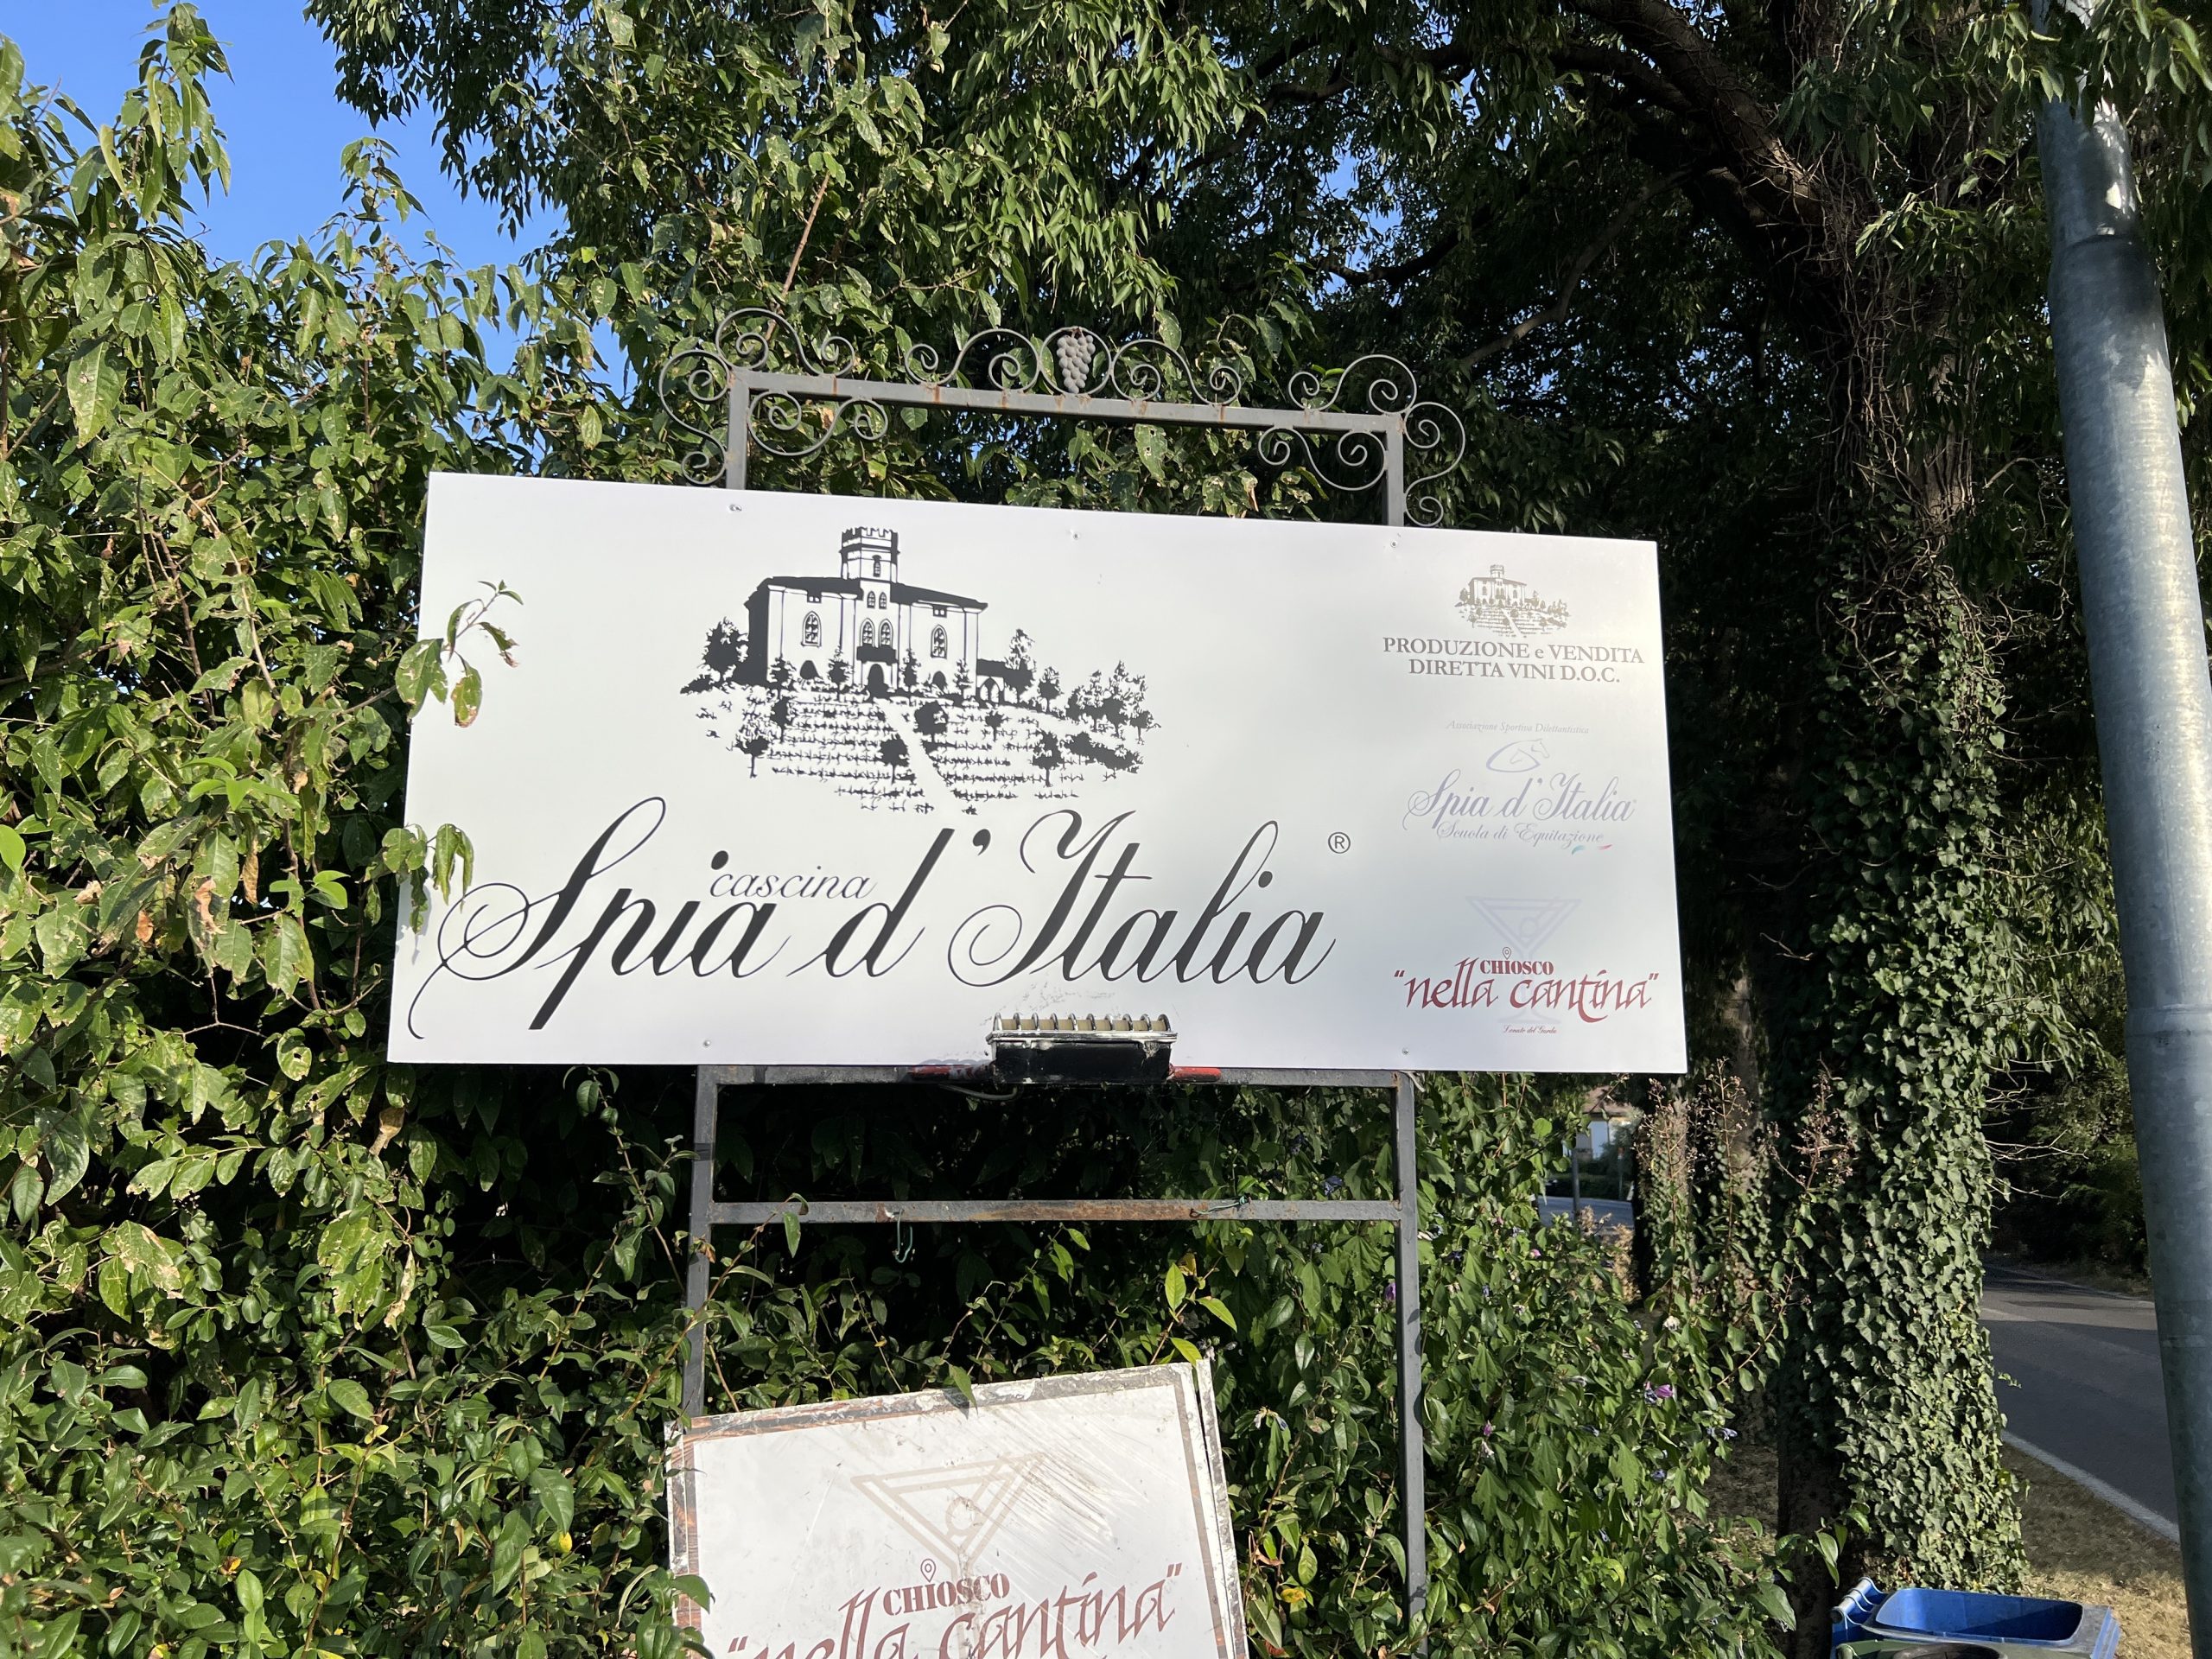 cascina
Spia d'Italia ®
PRODUZIONE e VENDITA
DIRETTA VINI D.O.C.
Associazione Sportiva Dilettantistica
Spia d'Italia
Scuola di Equitazione
CHIOSCO
"nella cantina"
Lonato del Garda
CHIOSCO
"nella cantina"